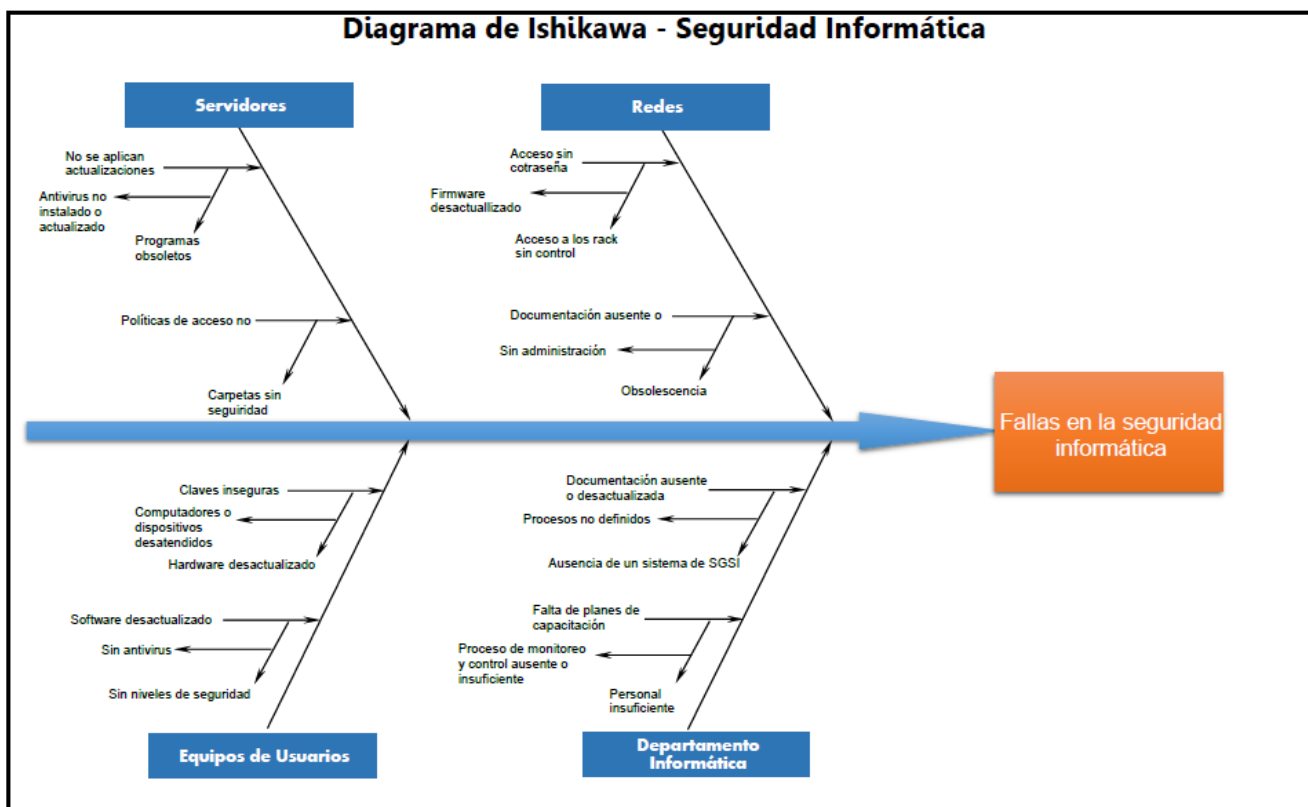 Diagrama de Ishikawa - Seguridad Informática
Servidores
No se aplican
actualizaciones
Antivirus no
instalado o
actualizado
Programas
obsoletos
Políticas de acceso no
Carpetas sin
seguiridad
Redes
Acceso sin
cotraseña
Firmware
desactuallizado
Acceso a los rack
sin control
Documentación ausente o
Sin administración
Obsolescencia
Fallas en la seguridad
informática
Claves inseguras
Computadores o
dispositivos
desatendidos
Hardware desactualizado
Software desactualizado
Sin antivirus
Sin niveles de seguridad
Equipos de Usuarios
Documentación ausente
o desactualizada
Procesos no definidos
Ausencia de un sistema de SGSI
Falta de planes de
capacitación
Proceso de monitoreo
y control ausente o
insuficiente
Personal
insuficiente
Departamento
Informática